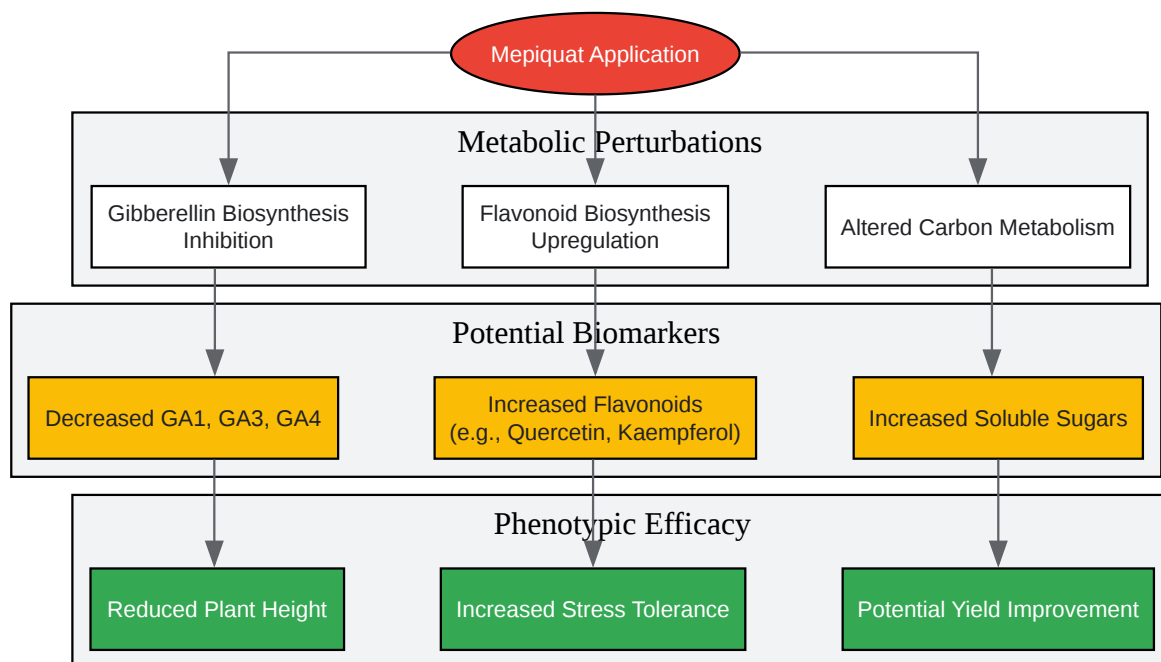 Mepiquat Application
Metabolic Perturbations
Gibberellin Biosynthesis
Inhibition
Flavonoid Biosynthesis
Upregulation
Altered Carbon Metabolism
Potential Biomarkers
Decreased GA1, GA3, GA4
Increased Flavonoids
(e.g., Quercetin, Kaempferol)
Increased Soluble Sugars
Phenotypic Efficacy
Reduced Plant Height
Increased Stress Tolerance
Potential Yield Improvement